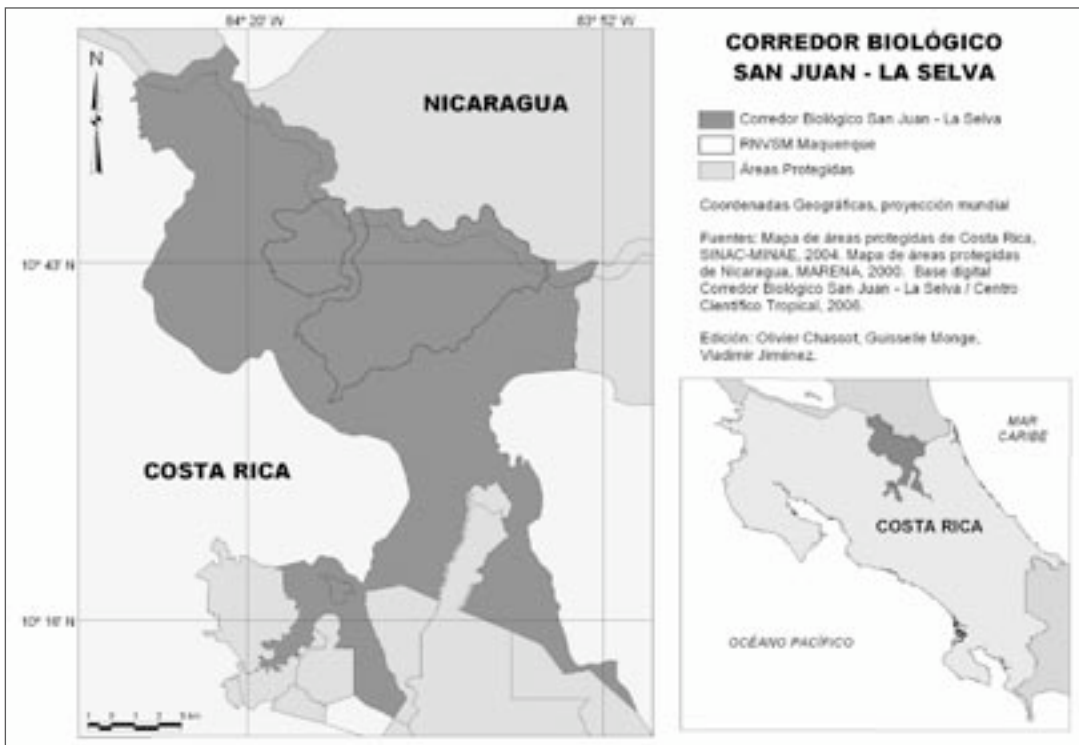 84° 20' W
83° 52' W
N
NICARAGUA
10° 43' N
COSTA RICA
10° 16' N
CORREDOR BIOLÓGICO
SAN JUAN - LA SELVA
Corredor Biológico San Juan - La Selva
RNVSM Maquenque
Áreas Protegidas
Coordenadas Geográficas, proyección mundial
Fuentes: Mapa de áreas protegidas de Costa Rica,
SINAC-MINAE, 2004. Mapa de áreas protegidas
de Nicaragua, MARENA, 2000. Base digital
Corredor Biológico San Juan - La Selva / Centro
Científico Tropical, 2006.
Edición: Olivier Chassot, Guisselle Monge,
Vladimir Jiménez.
MAR
CARIBE
COSTA RICA
OCÉANO PACÍFICO